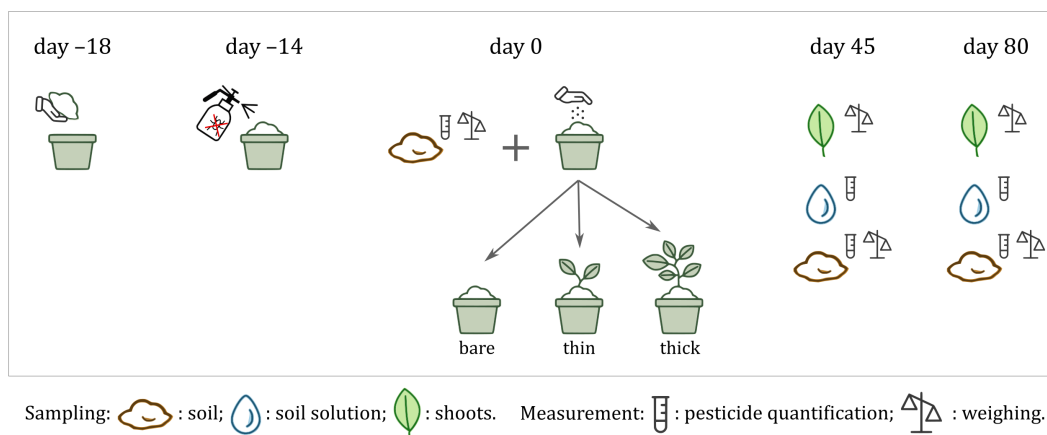 day –18 day –14 day 0 day 45 day 80
bare thin thick
Sampling: : soil; : soil solution; : shoots. Measurement: : pesticide quantification; : weighing.